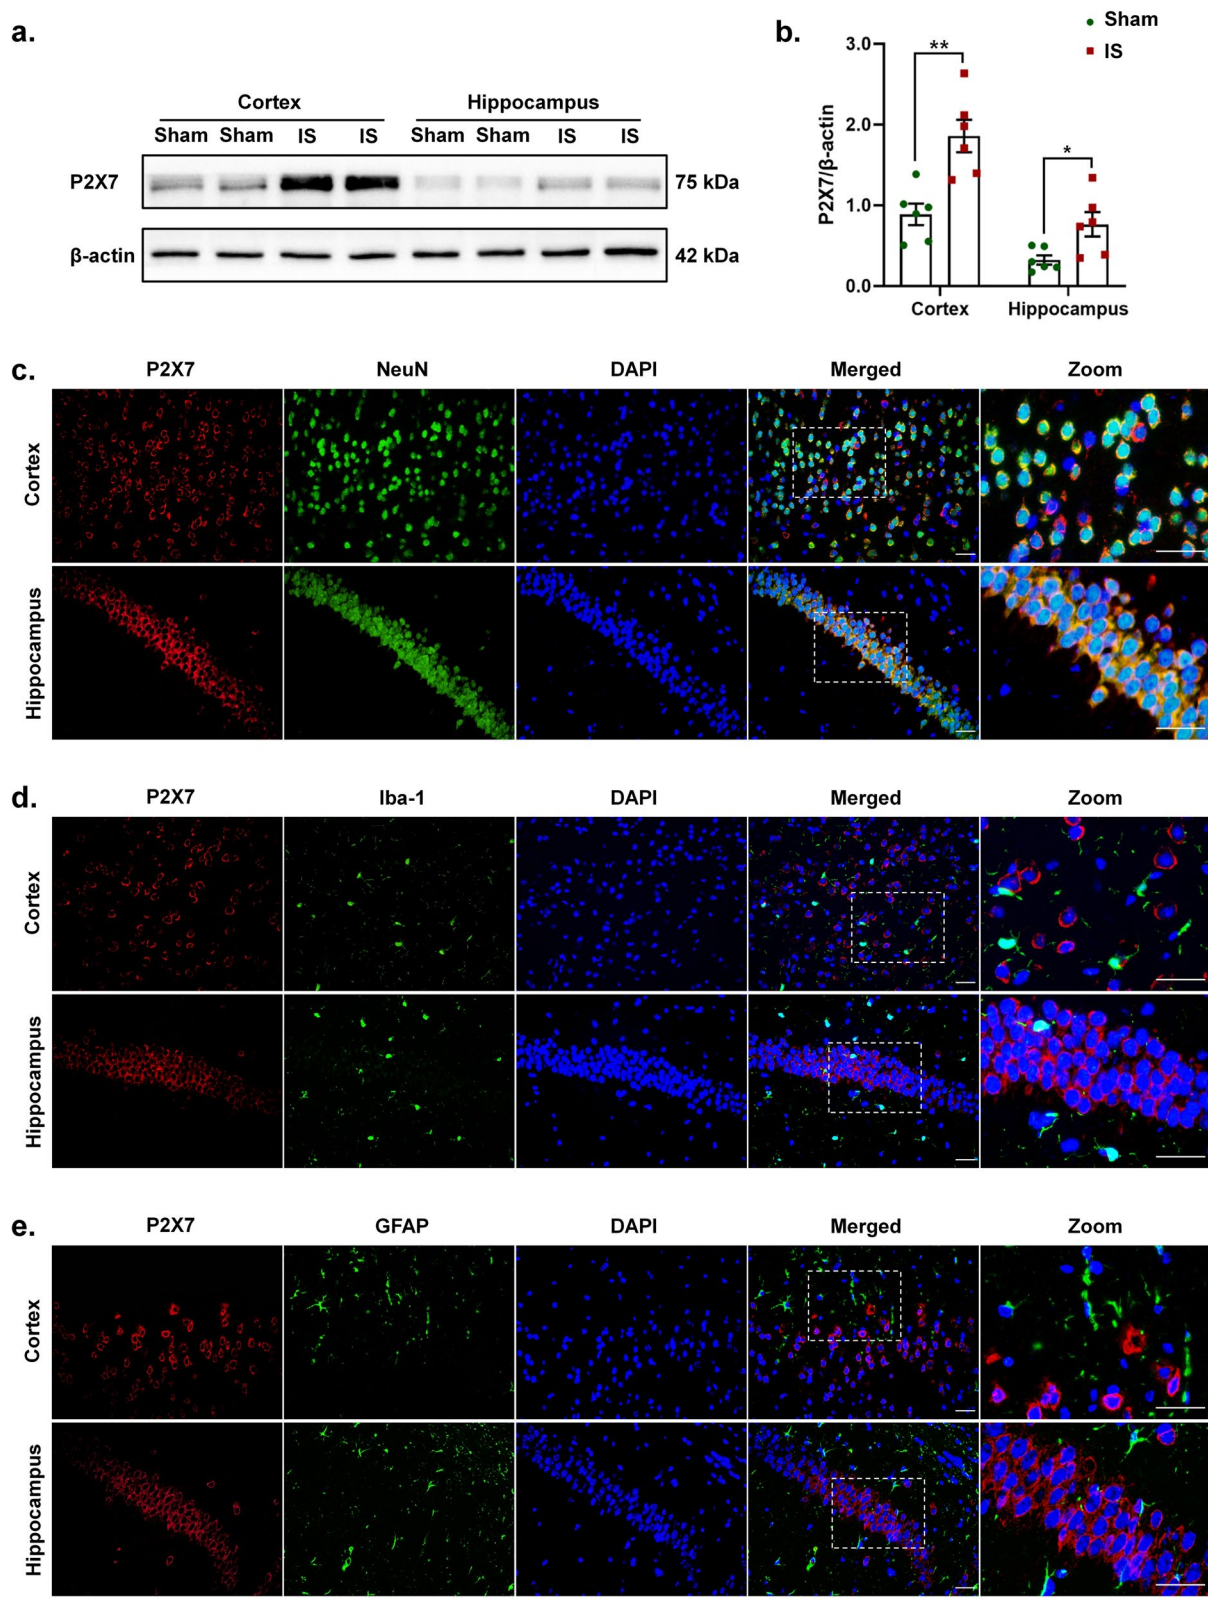 a.
Cortex Hippocampus
Sham Sham IS IS Sham Sham IS IS
P2X7 75 kDa
β-actin 42 kDa
b.
Sham
IS
P2X7/β-actin
3.0
2.0
1.0
0.0
**
*
Cortex Hippocampus
c.
P2X7 NeuN DAPI Merged Zoom
Cortex
Hippocampus
d.
P2X7 Iba-1 DAPI Merged Zoom
Cortex
Hippocampus
e.
P2X7 GFAP DAPI Merged Zoom
Cortex
Hippocampus